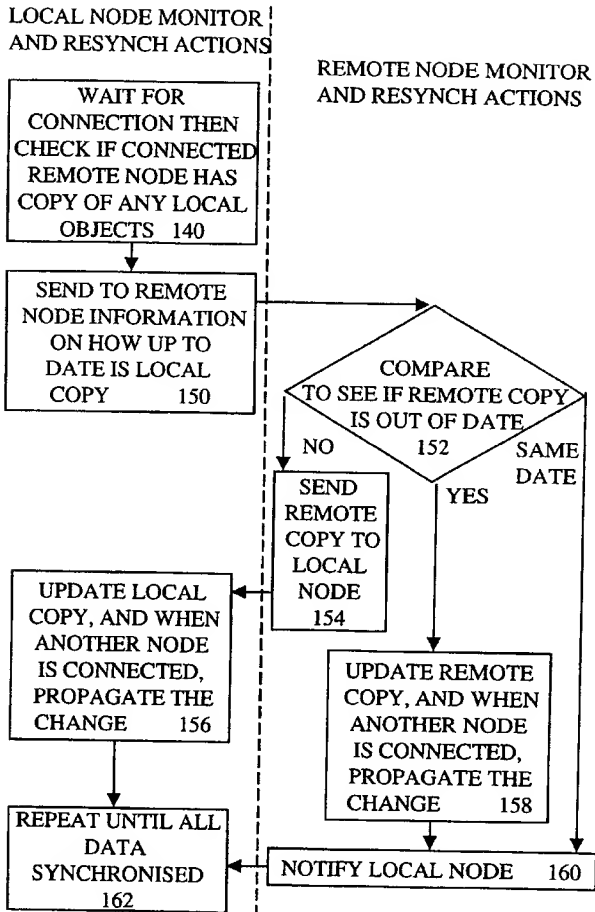 LOCAL NODE MONITOR
AND RESYNCH ACTIONS
REMOTE NODE MONITOR
AND RESYNCH ACTIONS
WAIT FOR
CONNECTION THEN
CHECK IF CONNECTED
REMOTE NODE HAS
COPY OF ANY LOCAL
OBJECTS 140
SEND TO REMOTE
NODE INFORMATION
ON HOW UP TO
DATE IS LOCAL
COPY 150
COMPARE
TO SEE IF REMOTE COPY
IS OUT OF DATE
152
NO
YES
SAME
DATE
SEND
REMOTE
COPY TO
LOCAL
NODE
154
UPDATE LOCAL
COPY, AND WHEN
ANOTHER NODE
IS CONNECTED,
PROPAGATE THE
CHANGE 156
UPDATE REMOTE
COPY, AND WHEN
ANOTHER NODE
IS CONNECTED,
PROPAGATE THE
CHANGE 158
REPEAT UNTIL ALL
DATA
SYNCHRONISED
162
NOTIFY LOCAL NODE 160